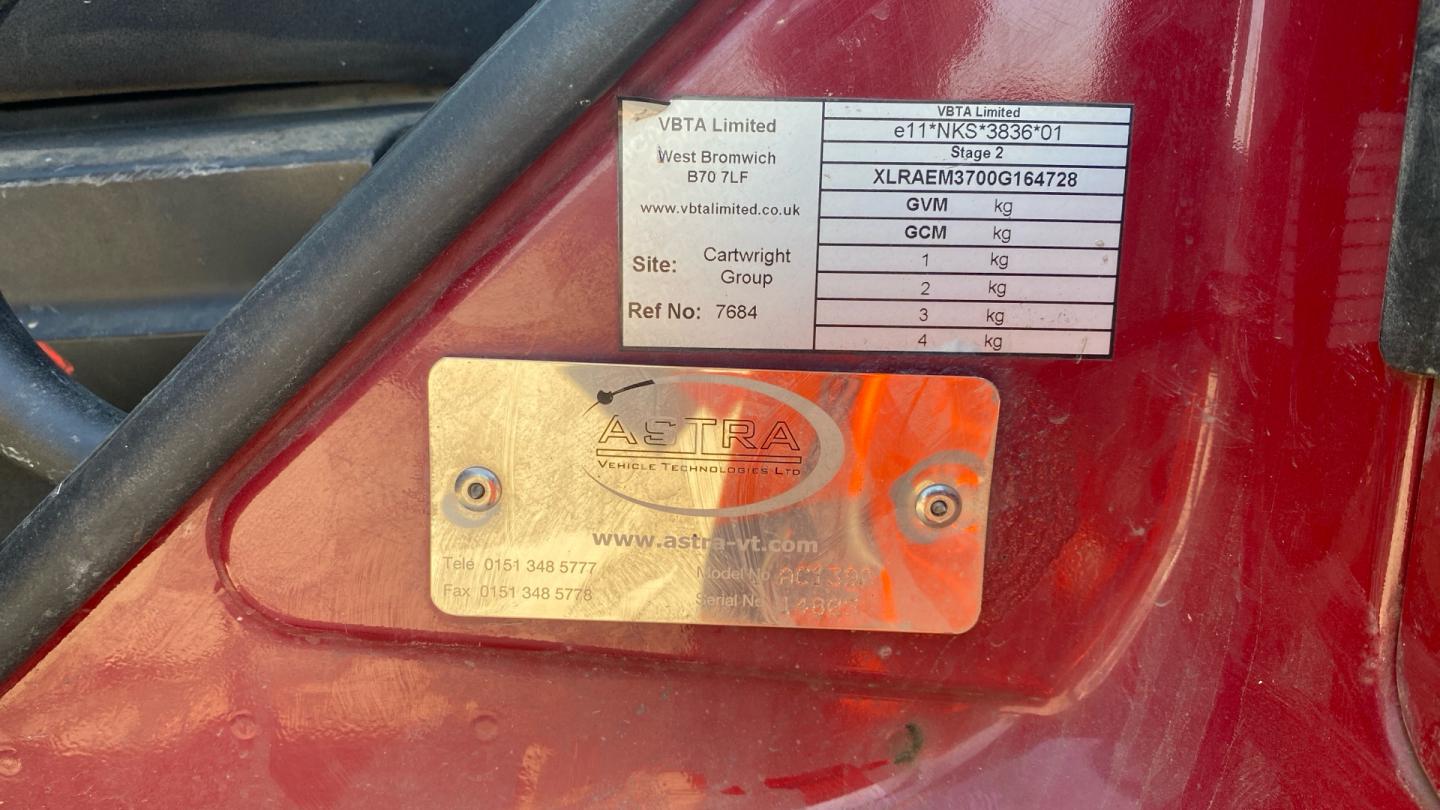 VBTA Limited
West Bromwich
B70 7LF
www.vbtalimited.co.uk
Site: Cartwright
Group
Ref No: 7684
VBTA Limited
e11*NKS*3836*01
Stage 2
XLRAEM3700G164728
GVM kg
GCM kg
1 kg
2 kg
3 kg
4 kg
ASTRA
VEHICLE TECHNOLOGIES LTD
www.astra-vt.com
Tele 0151 348 5777
Fax 0151 348 5778
Model No
Serial No